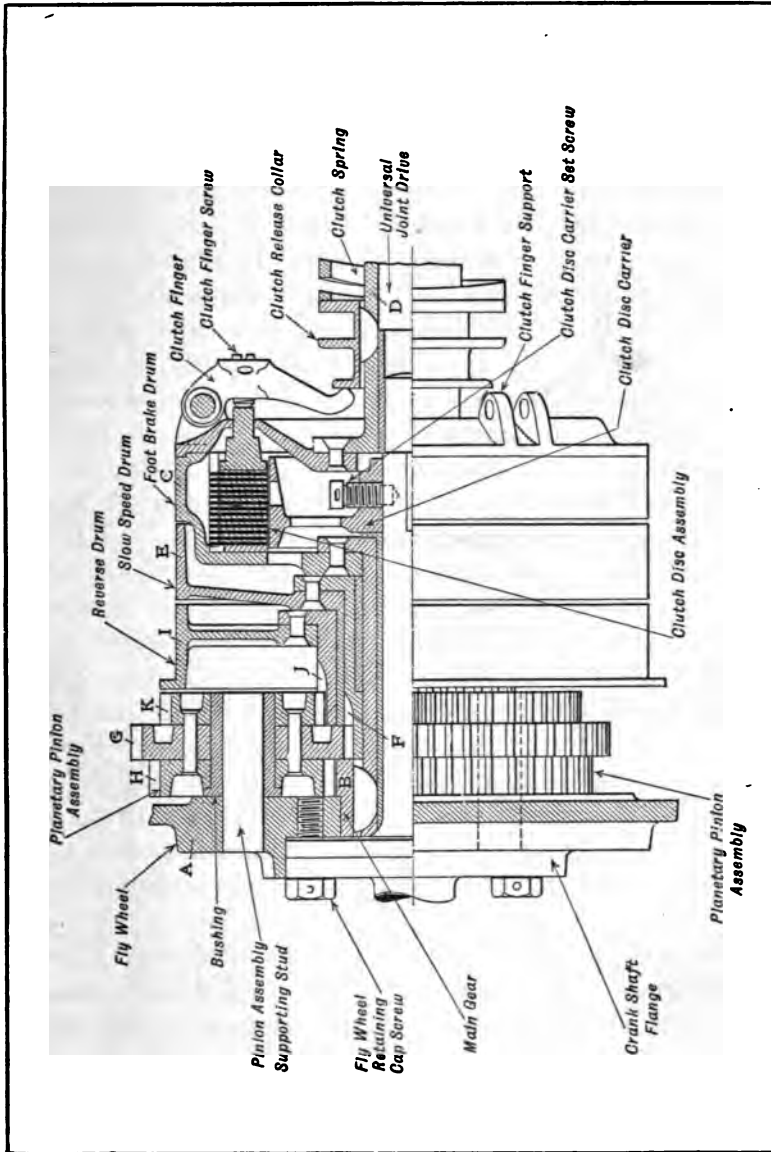 Planetary Pinion
Assembly
Fly Wheel
A
H
G
K
Bushing
Pinion Assembly
Supporting Stud
Fly Wheel
Retaining
Cap Screw
Main Gear
Crank Shaft
Flange
Planetary Pinion
Assembly
Reverse Drum
Slow Speed Drum
Foot Brake Drum
Clutch Finger
Clutch Finger Screw
Clutch Release Collar
Clutch Spring
Universal
Joint Drive
Clutch Finger Support
Clutch Disc Carrier Set Screw
Clutch Disc Carrier
Clutch Disc Assembly
I
E
C
J
F
B
D